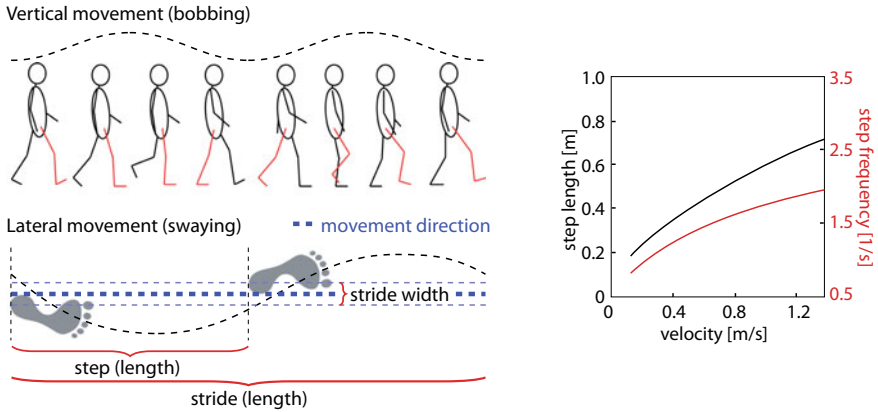 Vertical movement (bobbing)
Lateral movement (swaying)
movement direction
stride width
step (length)
stride (length)
step length [m]
1.0
0.8
0.6
0.4
0.2
0
0 0.4 0.8 1.2
velocity [m/s]
3.5
2.5
1.5
0.5
step frequency [1/s]